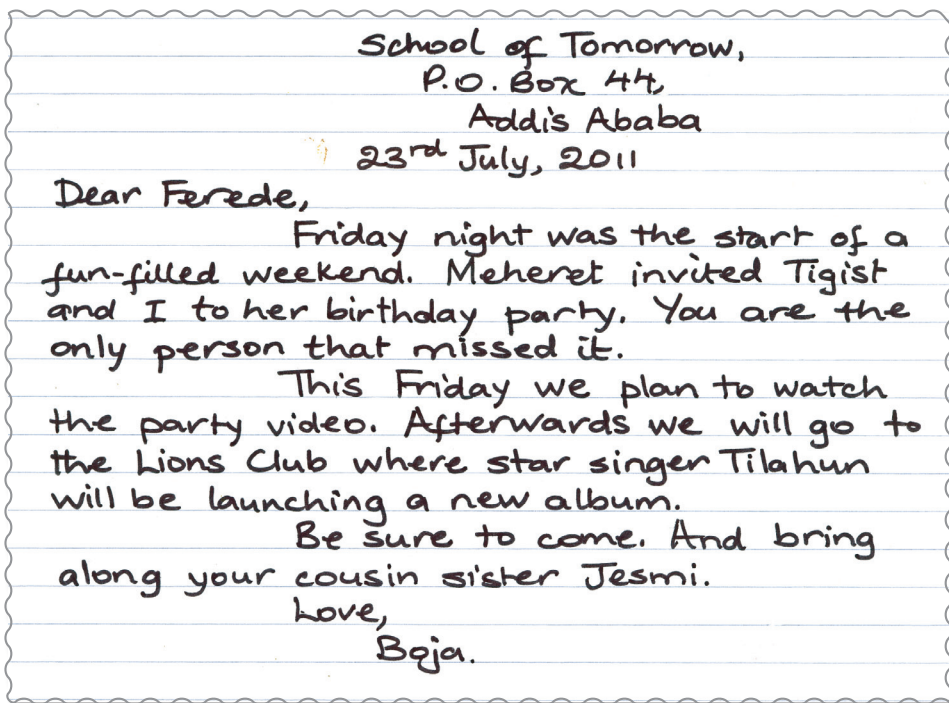 School of Tomorrow,
P.O. Box 44,
Addis Ababa
23rd July, 2011
Dear Ferede,
Friday night was the start of a
fun-filled weekend. Meheret invited Tigist
and I to her birthday party. You are the
only person that missed it.
This Friday we plan to watch
the party video. Afterwards we will go to
the Lions Club where star singer Tilahun
will be launching a new album.
Be sure to come. And bring
along your cousin sister Jesmi.
Love,
Boja.